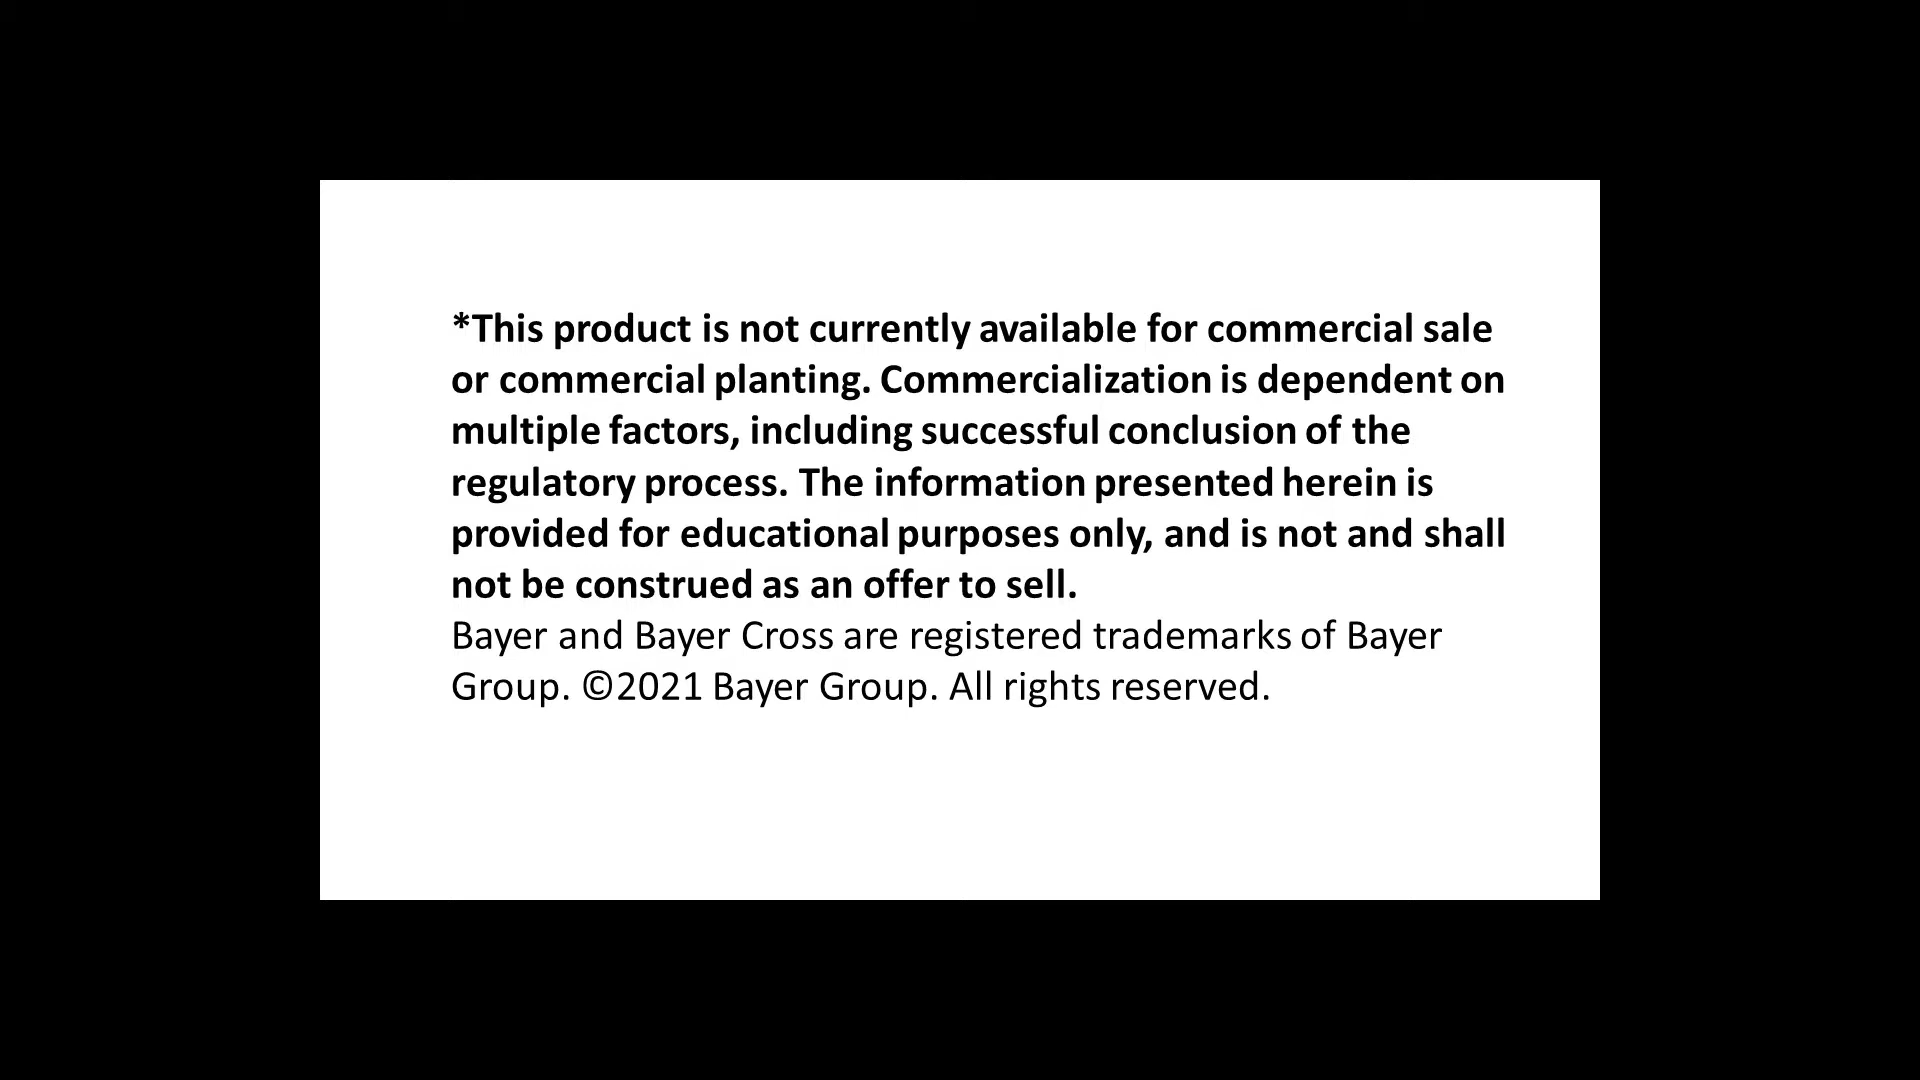 *This product is not currently available for commercial sale
or commercial planting. Commercialization is dependent on
multiple factors, including successful conclusion of the
regulatory process. The information presented herein is
provided for educational purposes only, and is not and shall
not be construed as an offer to sell.
Bayer and Bayer Cross are registered trademarks of Bayer
Group. ©2021 Bayer Group. All rights reserved.